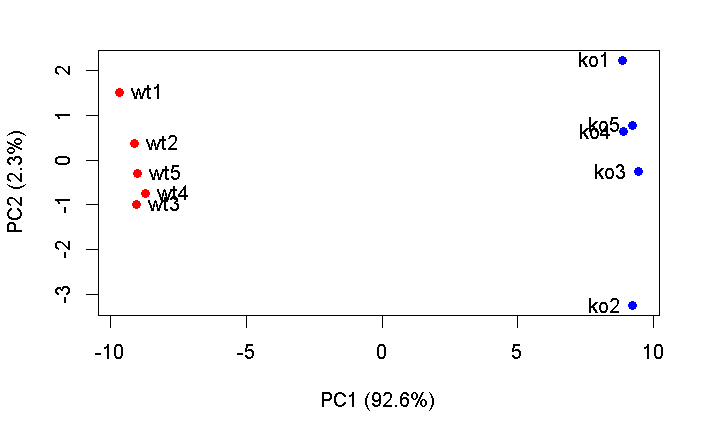 PC2 (2.3%)
2
1
0
-1
-2
-3
wt1
wt2
wt5
wt4
wt3
ko1
ko5
ko4
ko3
ko2
-10
-5
0
5
10
PC1 (92.6%)